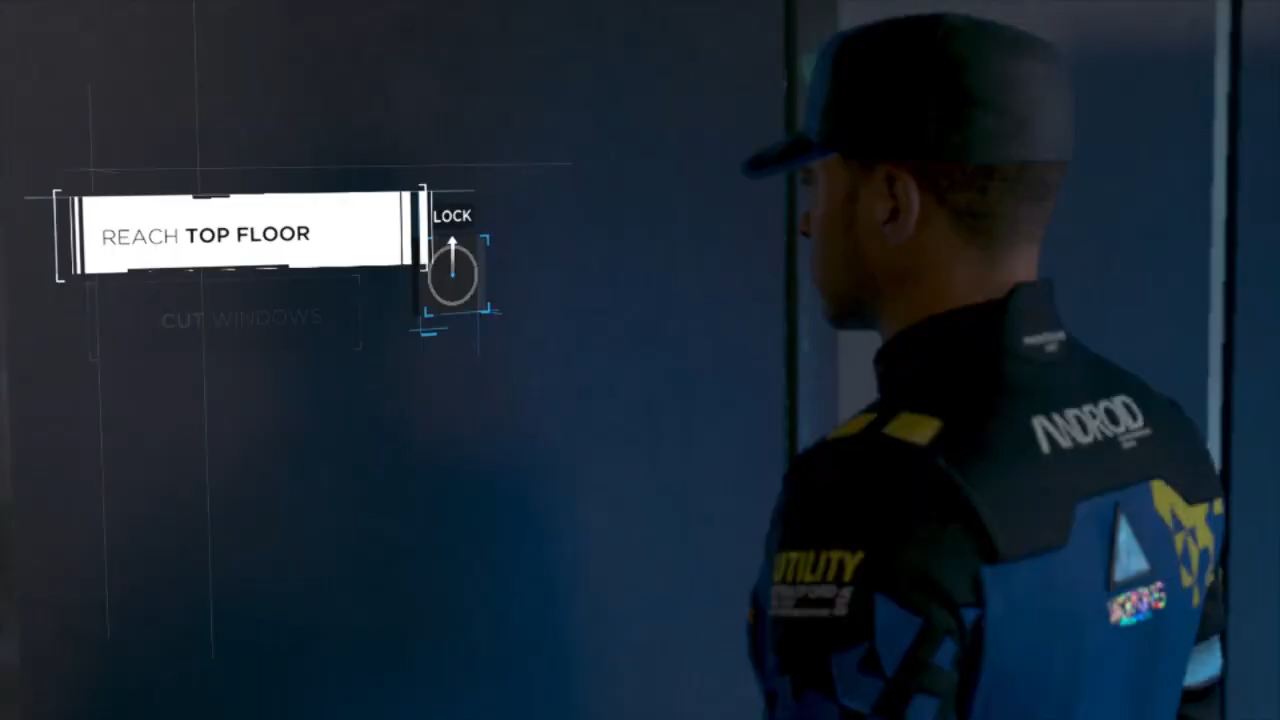 LOCK
REACH TOP FLOOR
CUT WINDOWS
ANDROID
UTILITY